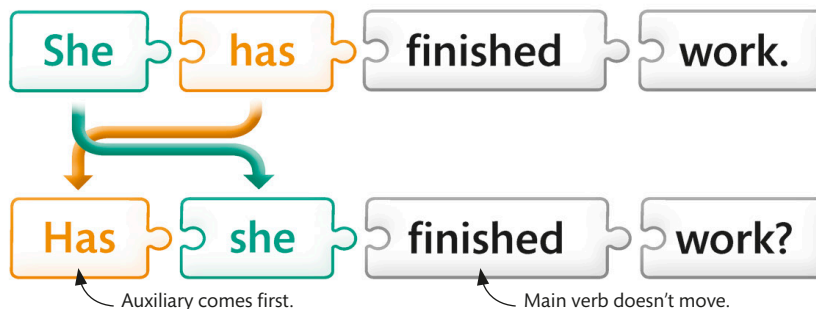 She has finished work.
Has she finished work?
Auxiliary comes first. Main verb doesn't move.